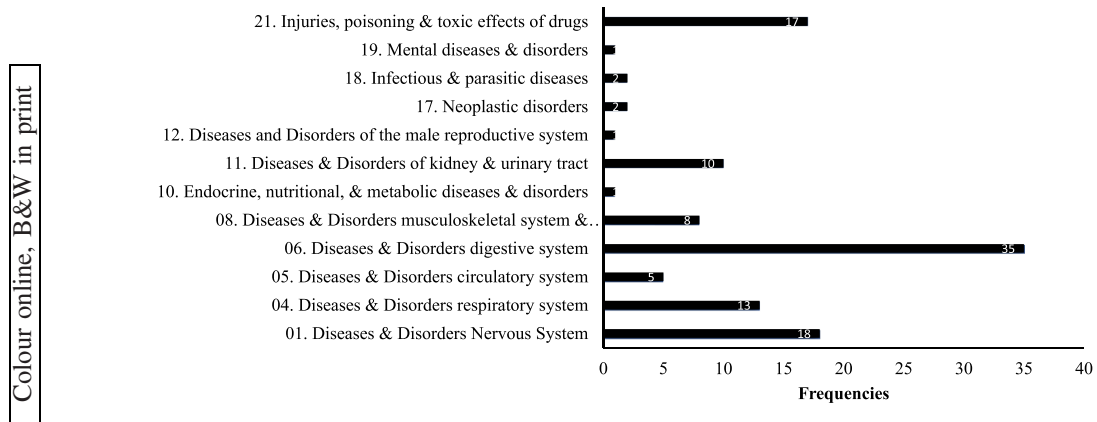 Colour online, B&W in print
21. Injuries, poisoning & toxic effects of drugs 17
19. Mental diseases & disorders
18. Infectious & parasitic diseases 2
17. Neoplastic disorders 2
12. Diseases and Disorders of the male reproductive system
11. Diseases & Disorders of kidney & urinary tract 10
10. Endocrine, nutritional, & metabolic diseases & disorders
08. Diseases & Disorders musculoskeletal system &.. 8
06. Diseases & Disorders digestive system 35
05. Diseases & Disorders circulatory system 5
04. Diseases & Disorders respiratory system 13
01. Diseases & Disorders Nervous System 18
0 5 10 15 20 25 30 35 40
Frequencies